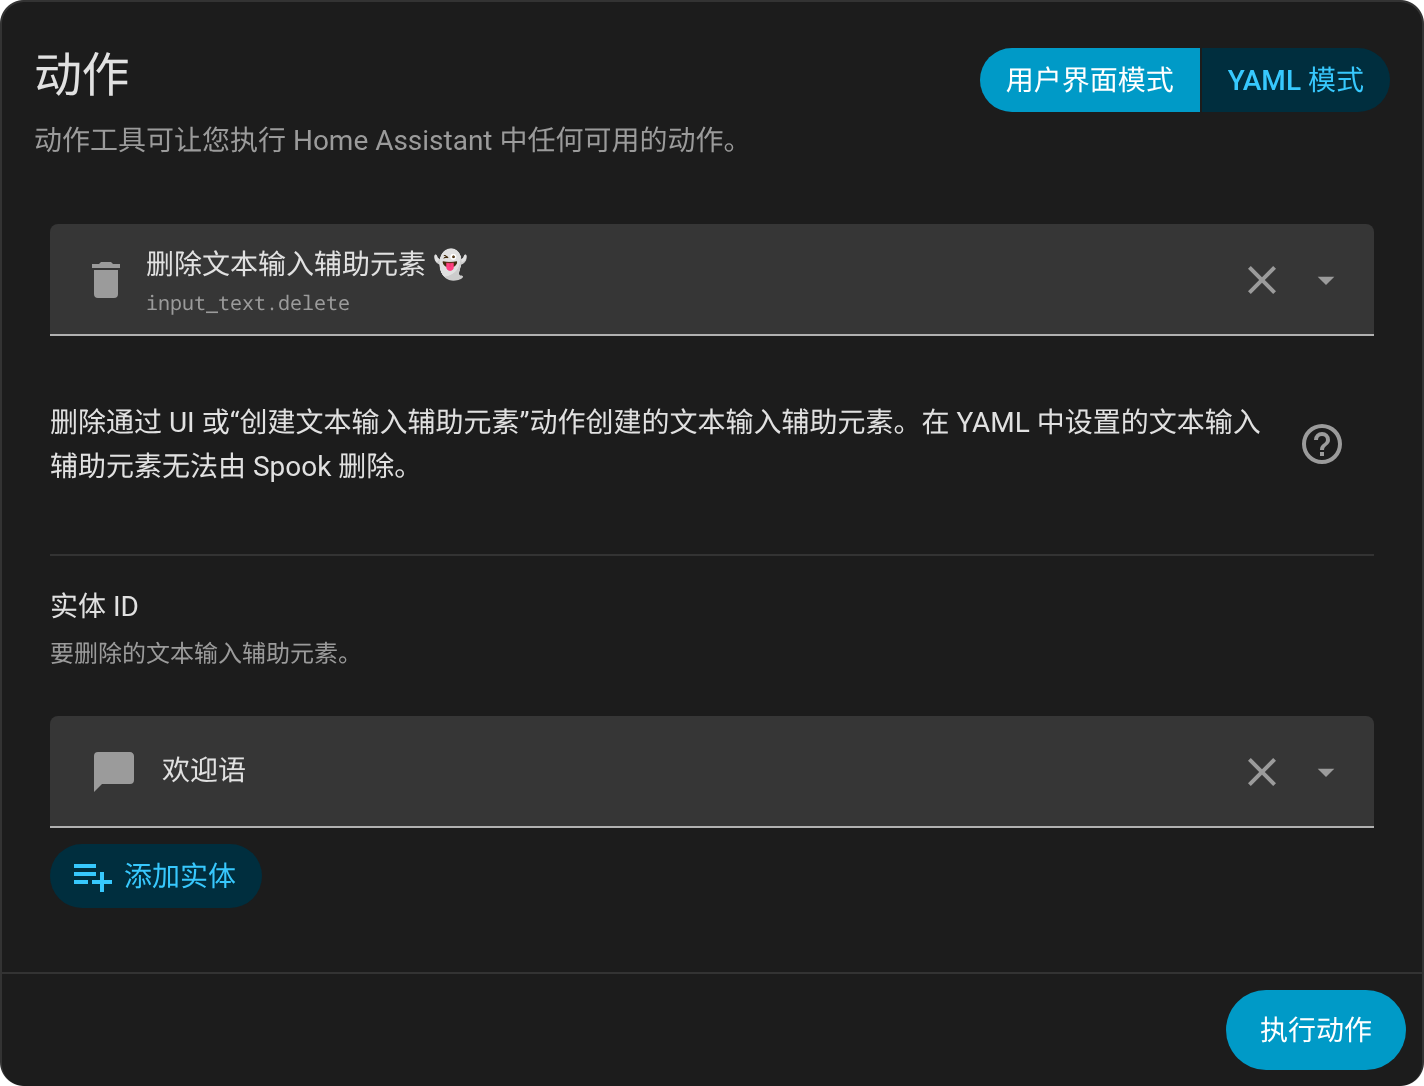 动作
用户界面模式
YAML 模式
动作工具可让您执行 Home Assistant 中任何可用的动作。
删除文本输入辅助元素 👻
input_text.delete
删除通过 UI 或“创建文本输入辅助元素”动作创建的文本输入辅助元素。在 YAML 中设置的文本输入
辅助元素无法由 Spook 删除。
实体 ID
要删除的文本输入辅助元素。
欢迎语
添加实体
执行动作